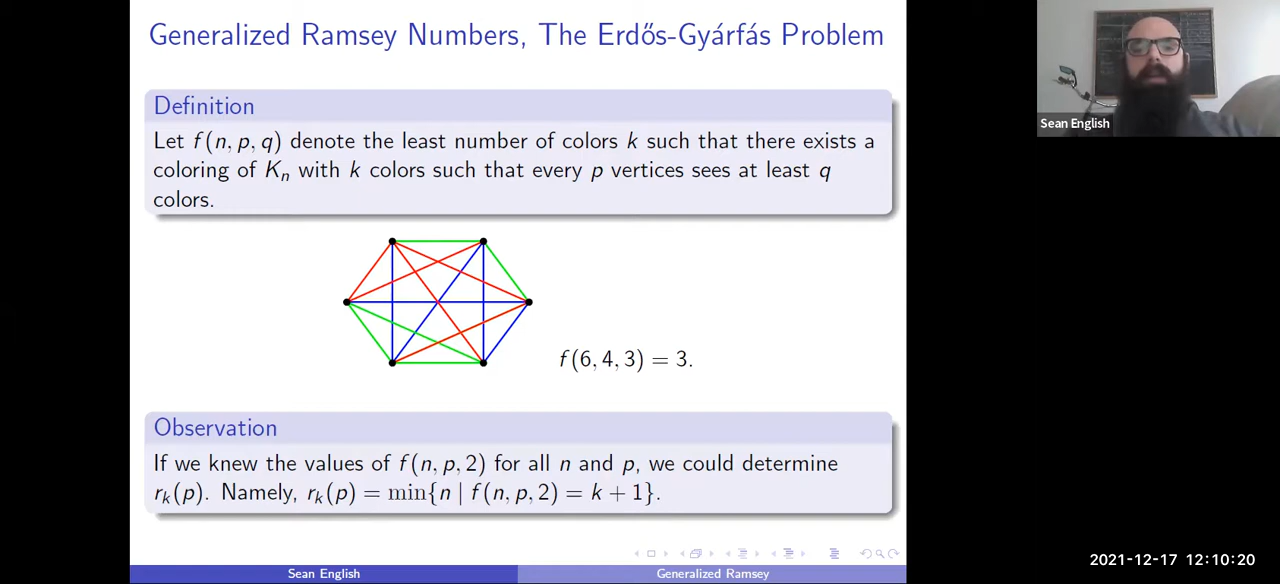 Generalized Ramsey Numbers, The Erdős-Gyárfás Problem
Definition
Let f(n, p, q) denote the least number of colors k such that there exists a
coloring of Kₙ with k colors such that every p vertices sees at least q
colors.
f(6, 4, 3) = 3.
Observation
If we knew the values of f(n, p, 2) for all n and p, we could determine
rₖ(p). Namely, rₖ(p) = min{n | f(n, p, 2) = k + 1}.
Sean English
Generalized Ramsey
Sean English
2021-12-17 12:10:20